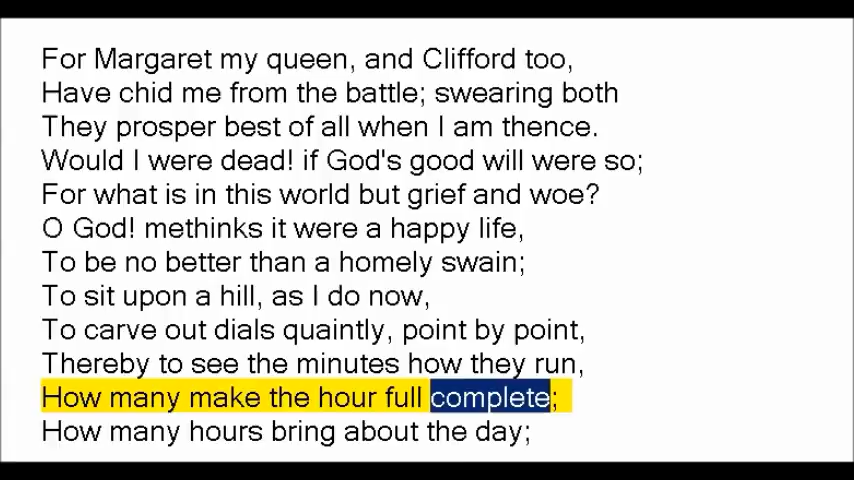 For Margaret my queen, and Clifford too,
Have chid me from the battle; swearing both
They prosper best of all when I am thence.
Would I were dead! if God's good will were so;
For what is in this world but grief and woe?
O God! methinks it were a happy life,
To be no better than a homely swain;
To sit upon a hill, as I do now,
To carve out dials quaintly, point by point,
Thereby to see the minutes how they run,
How many make the hour full complete;
How many hours bring about the day;